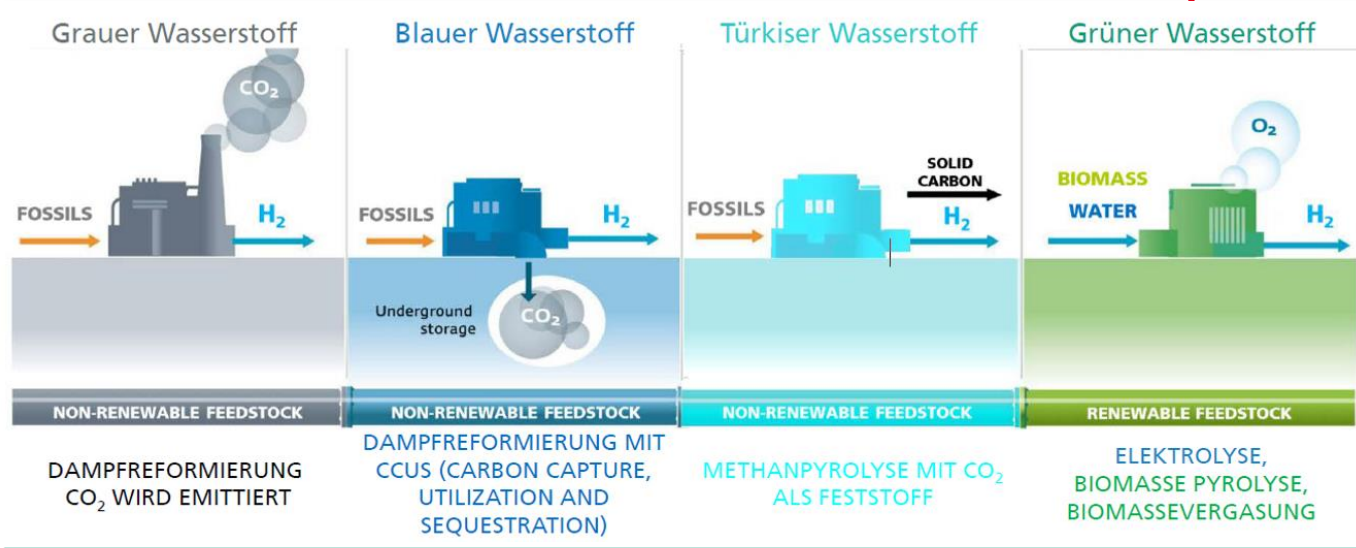 Grauer Wasserstoff
CO₂
FOSSILS
H₂
NON-RENEWABLE FEEDSTOCK
DAMPFREFORMIERUNG
CO₂ WIRD EMITTIERT
Blauer Wasserstoff
FOSSILS
H₂
Underground
storage
CO₂
NON-RENEWABLE FEEDSTOCK
DAMPFREFORMIERUNG MIT
CCUS (CARBON CAPTURE,
UTILIZATION AND
SEQUESTRATION)
Türkiser Wasserstoff
SOLID
CARBON
FOSSILS
H₂
NON-RENEWABLE FEEDSTOCK
METHANPYROLYSE MIT CO₂
ALS FESTSTOFF
Grüner Wasserstoff
O₂
BIOMASS
WATER
H₂
RENEWABLE FEEDSTOCK
ELEKTROLYSE,
BIOMASSE PYROLYSE,
BIOMASSEVERGASUNG